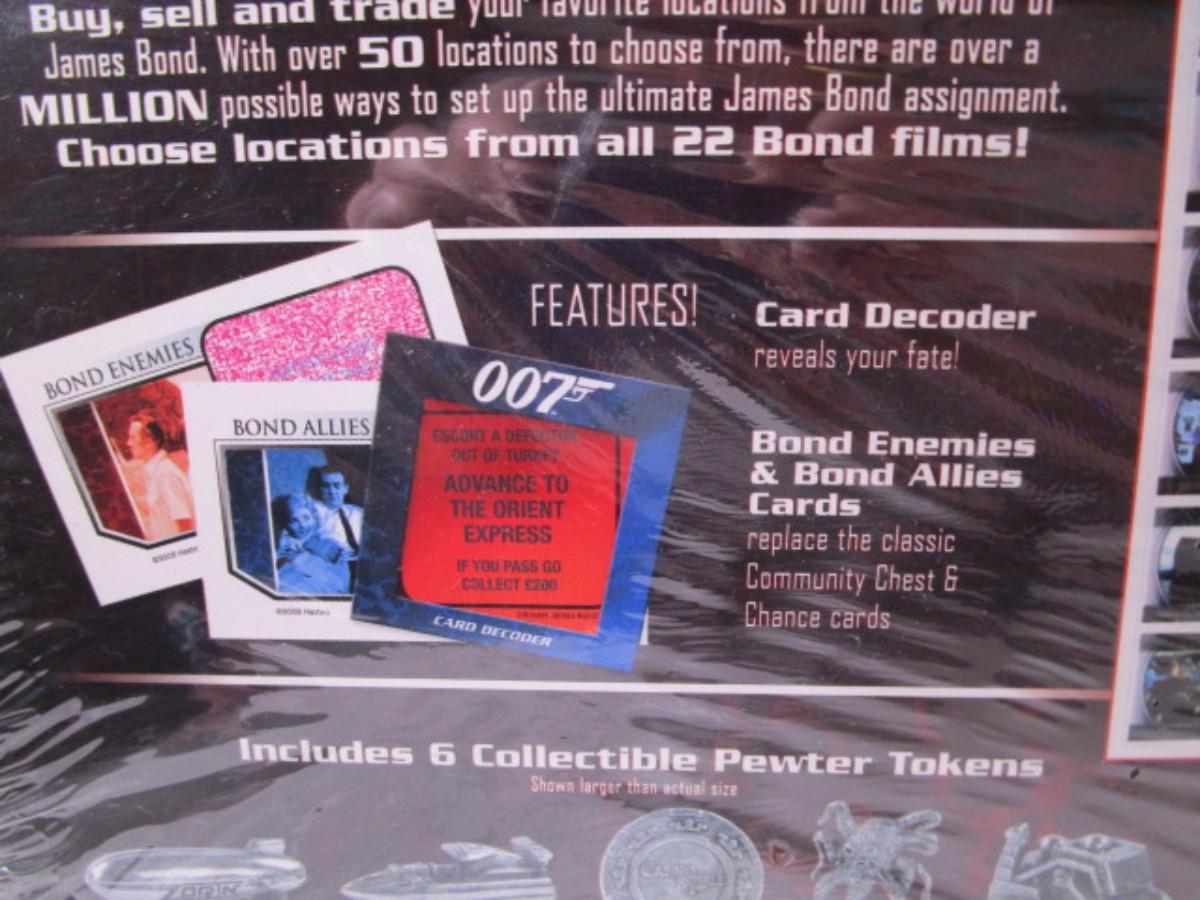 Buy, sell and trade your favorite locations from the world of
James Bond. With over 50 locations to choose from, there are over a
MILLION possible ways to set up the ultimate James Bond assignment.
Choose locations from all 22 Bond films!
FEATURES!
Card Decoder
reveals your fate!
Bond Enemies
& Bond Allies
Cards
replace the classic
Community Chest &
Chance cards
BOND ENEMIES
BOND ALLIES
007
ESCORT A DEFECTOR
OUT OF TURKEY
ADVANCE TO
THE ORIENT
EXPRESS
IF YOU PASS GO
COLLECT £200
CARD DECODER
Includes 6 Collectible Pewter Tokens
Shown larger than actual size
ZORIN